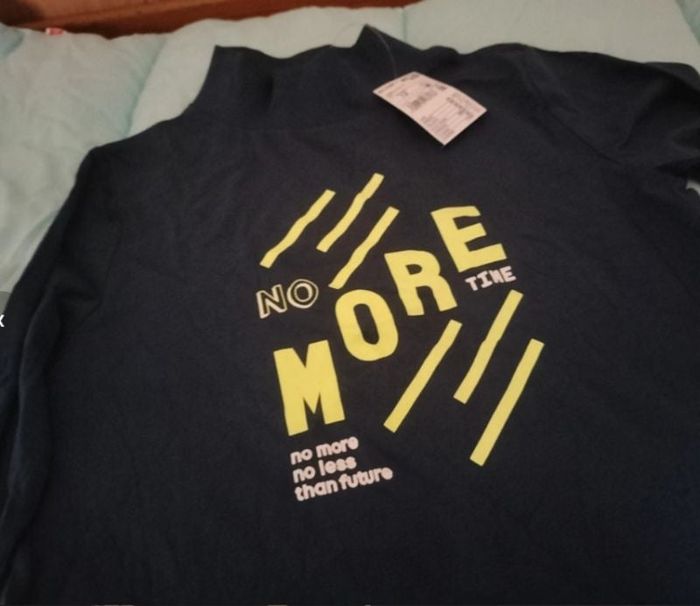 NO
MORE
TIME
no more
no less
than future